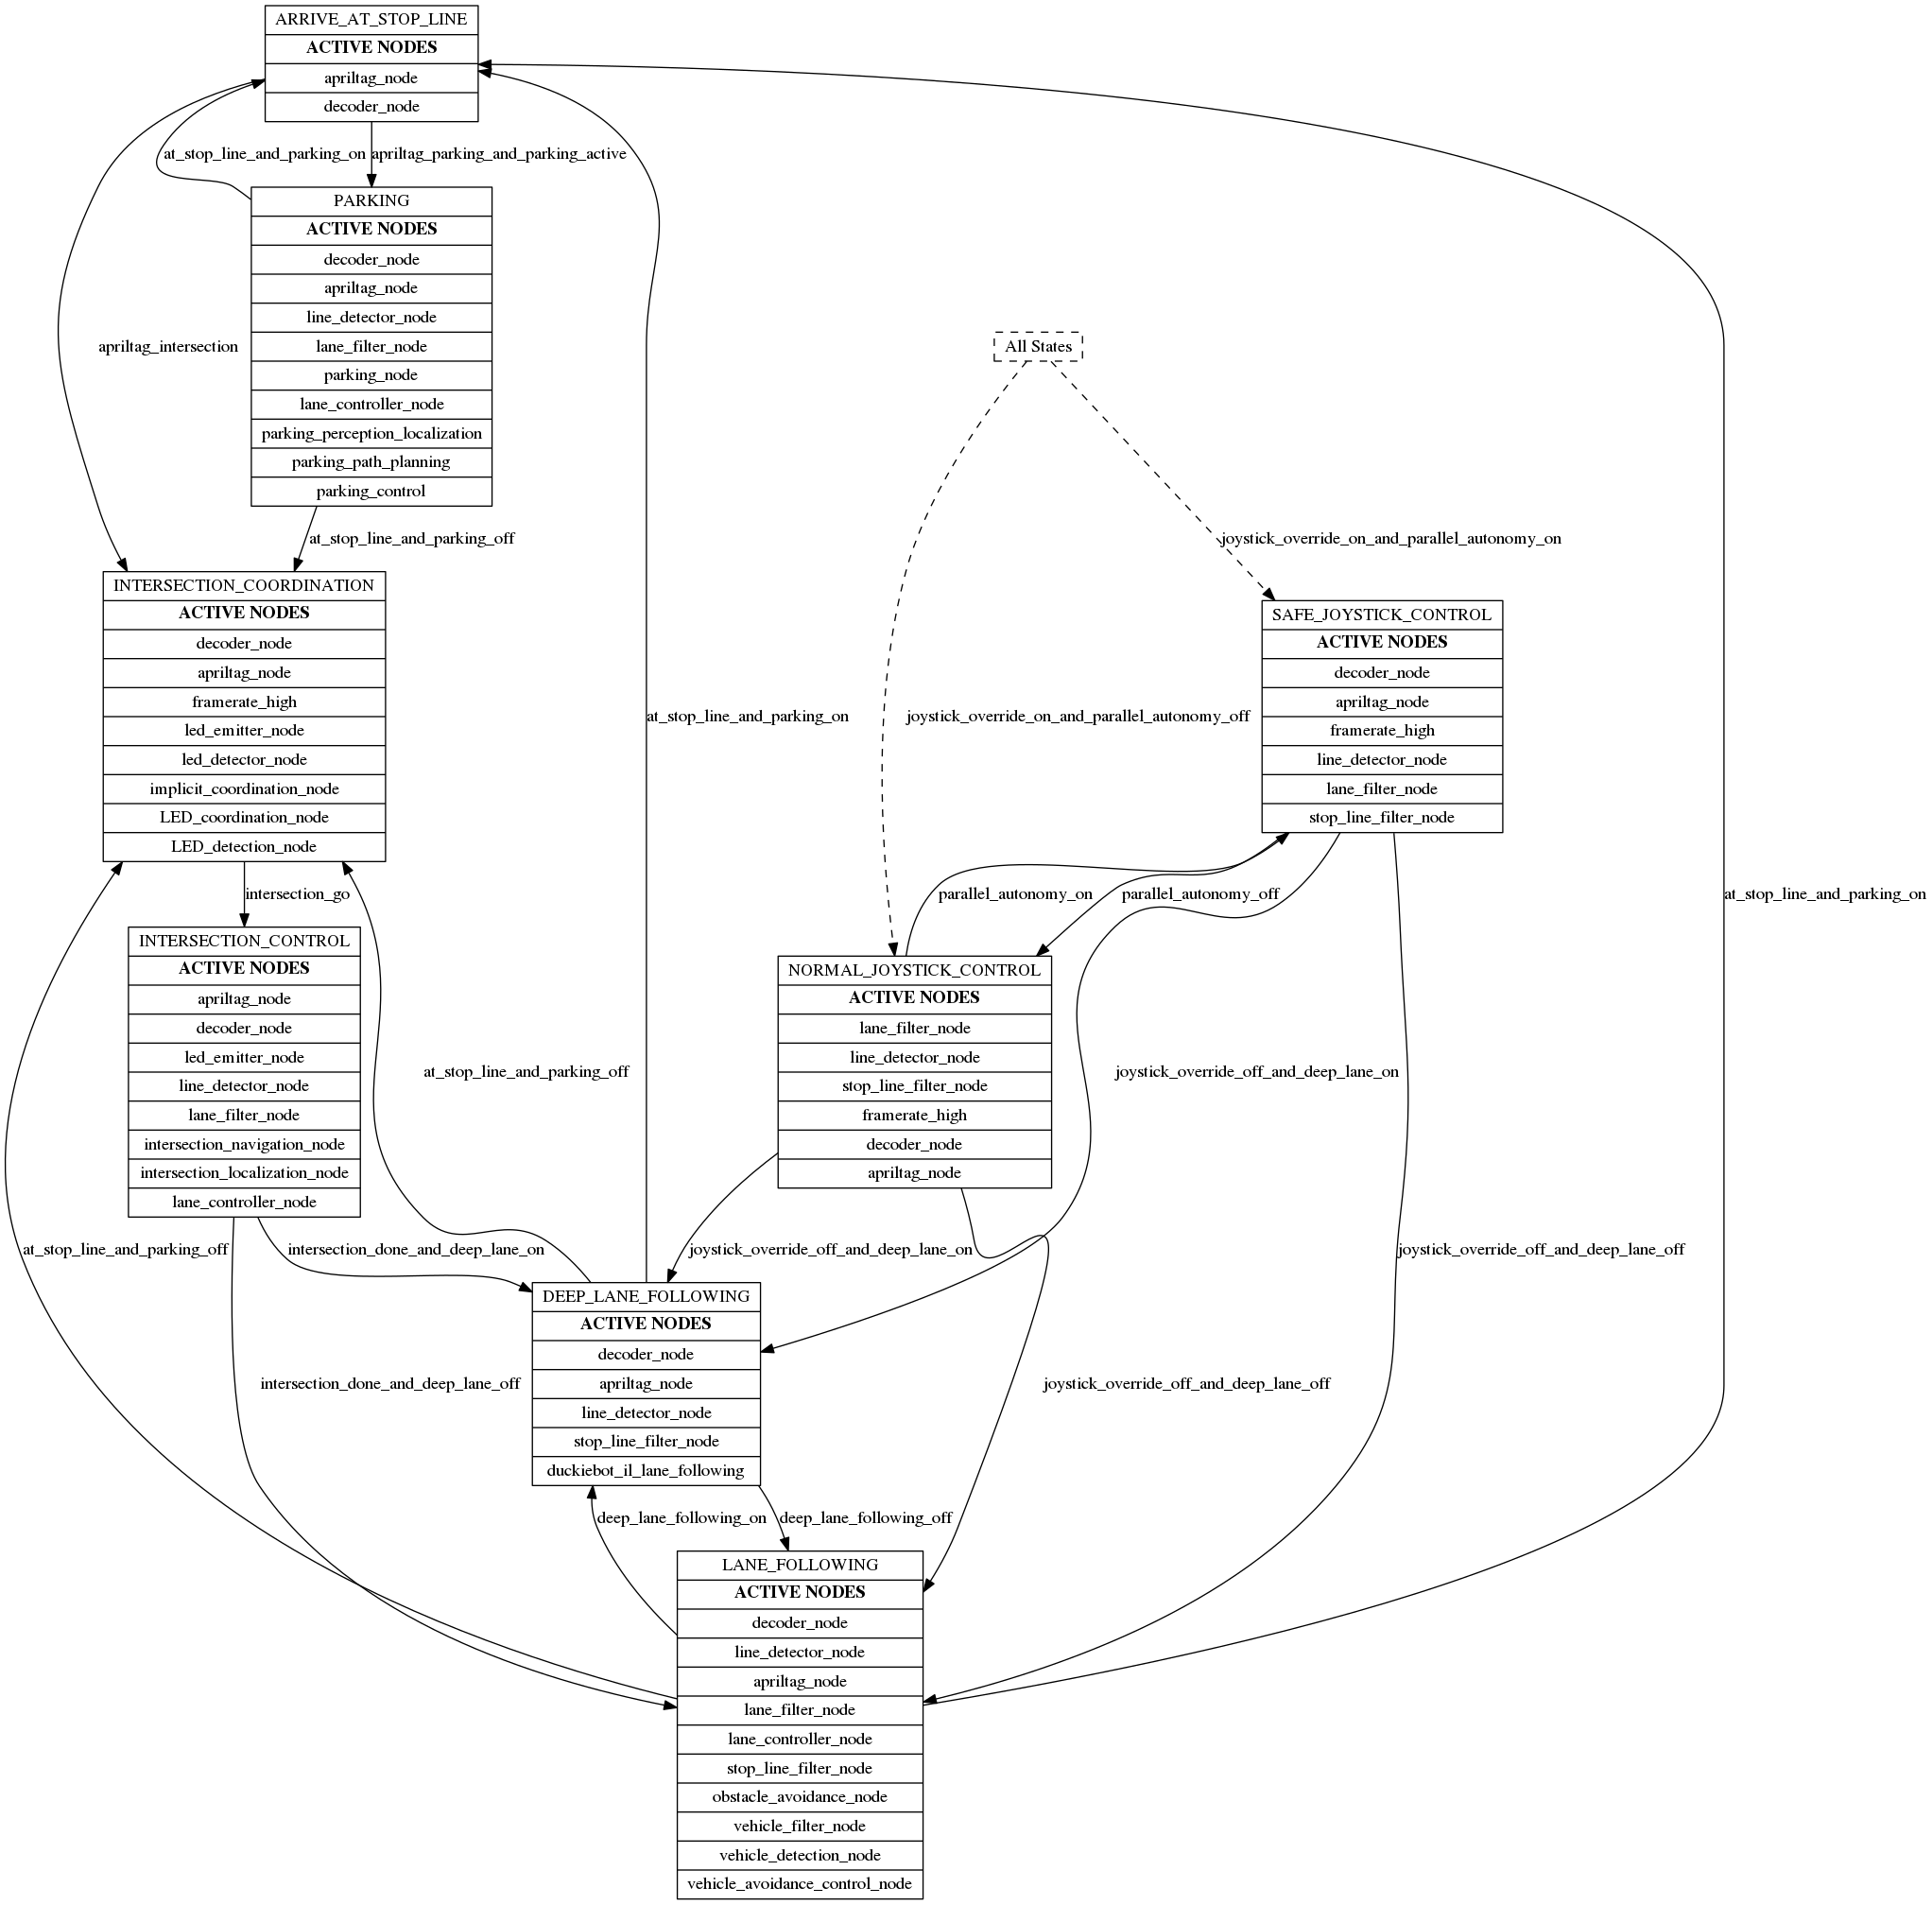 ARRIVE_AT_STOP_LINE
ACTIVE NODES
apriltag_node
decoder_node
at_stop_line_and_parking_on
apriltag_parking_and_parking_active
PARKING
ACTIVE NODES
decoder_node
apriltag_node
line_detector_node
lane_filter_node
parking_node
lane_controller_node
parking_perception_localization
parking_path_planning
parking_control
apriltag_intersection
All States
at_stop_line_and_parking_off
joystick_override_on_and_parallel_autonomy_on
INTERSECTION_COORDINATION
ACTIVE NODES
decoder_node
apriltag_node
framerate_high
led_emitter_node
led_detector_node
implicit_coordination_node
LED_coordination_node
LED_detection_node
at_stop_line_and_parking_on
joystick_override_on_and_parallel_autonomy_off
SAFE_JOYSTICK_CONTROL
ACTIVE NODES
decoder_node
apriltag_node
framerate_high
line_detector_node
lane_filter_node
stop_line_filter_node
intersection_go
parallel_autonomy_on
parallel_autonomy_off
at_stop_line_and_parking_on
INTERSECTION_CONTROL
ACTIVE NODES
apriltag_node
decoder_node
led_emitter_node
line_detector_node
lane_filter_node
intersection_navigation_node
intersection_localization_node
lane_controller_node
at_stop_line_and_parking_off
NORMAL_JOYSTICK_CONTROL
ACTIVE NODES
lane_filter_node
line_detector_node
stop_line_filter_node
framerate_high
decoder_node
apriltag_node
joystick_override_off_and_deep_lane_on
at_stop_line_and_parking_off
intersection_done_and_deep_lane_on
joystick_override_off_and_deep_lane_on
joystick_override_off_and_deep_lane_off
DEEP_LANE_FOLLOWING
ACTIVE NODES
decoder_node
apriltag_node
line_detector_node
stop_line_filter_node
duckiebot_il_lane_following
intersection_done_and_deep_lane_off
joystick_override_off_and_deep_lane_off
deep_lane_following_on
deep_lane_following_off
LANE_FOLLOWING
ACTIVE NODES
decoder_node
line_detector_node
apriltag_node
lane_filter_node
lane_controller_node
stop_line_filter_node
obstacle_avoidance_node
vehicle_filter_node
vehicle_detection_node
vehicle_avoidance_control_node